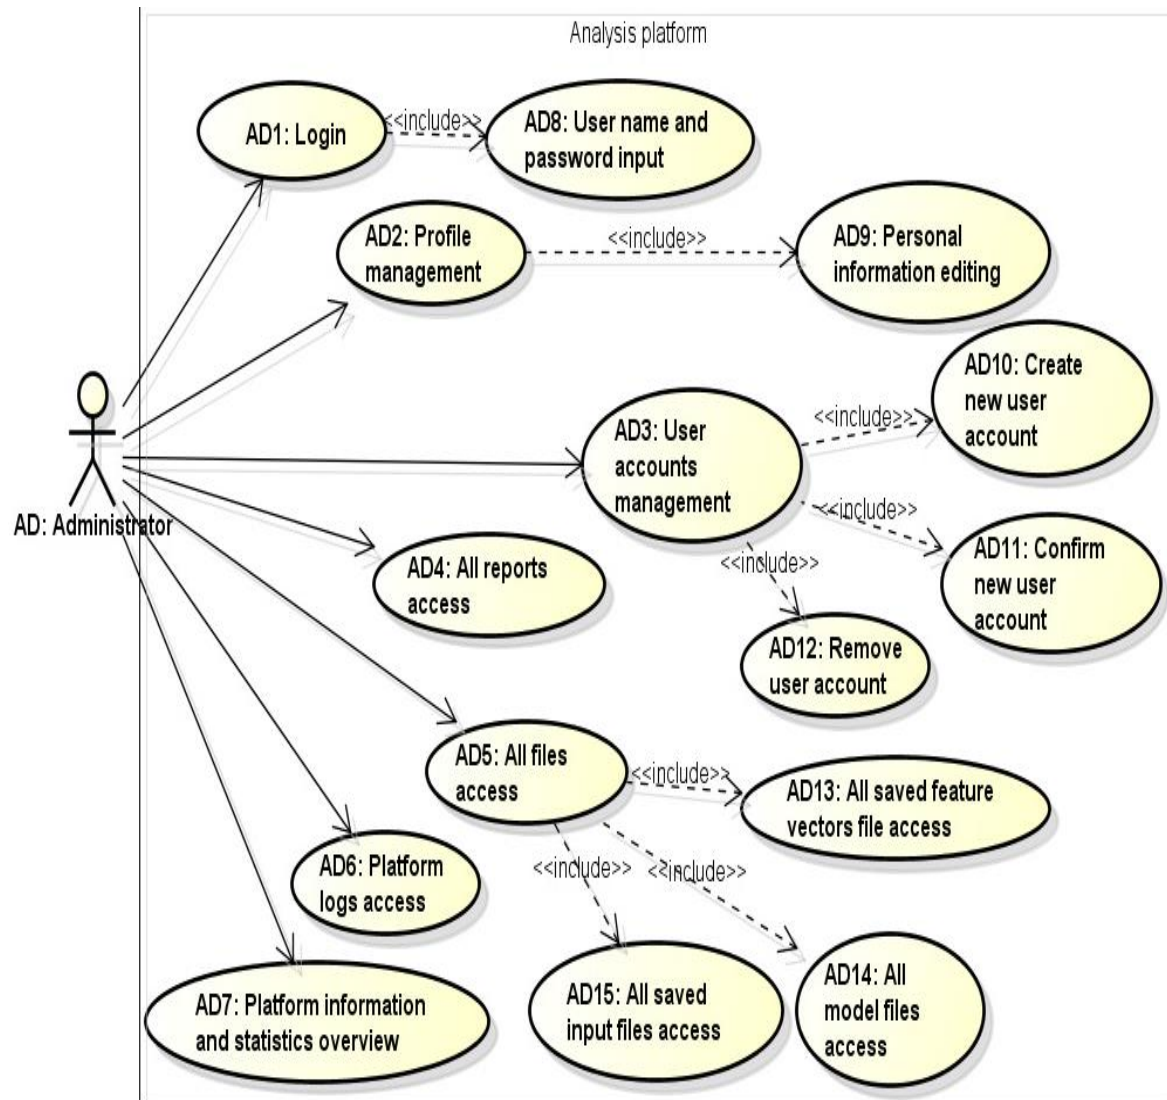 Analysis platform
AD1: Login
<<include>>
AD8: User name and
password input
AD2: Profile
management
<<include>>
AD9: Personal
information editing
AD10: Create
new user
account
<<include>>
AD3: User
accounts
management
<<include>>
AD11: Confirm
new user
account
<<include>>
AD: Administrator
AD4: All reports
access
AD12: Remove
user account
AD5: All files
access
<<include>>
AD13: All saved feature
vectors file access
<<include>>
<<include>>
AD6: Platform
logs access
AD7: Platform information
and statistics overview
AD15: All saved
input files access
AD14: All
model files
access